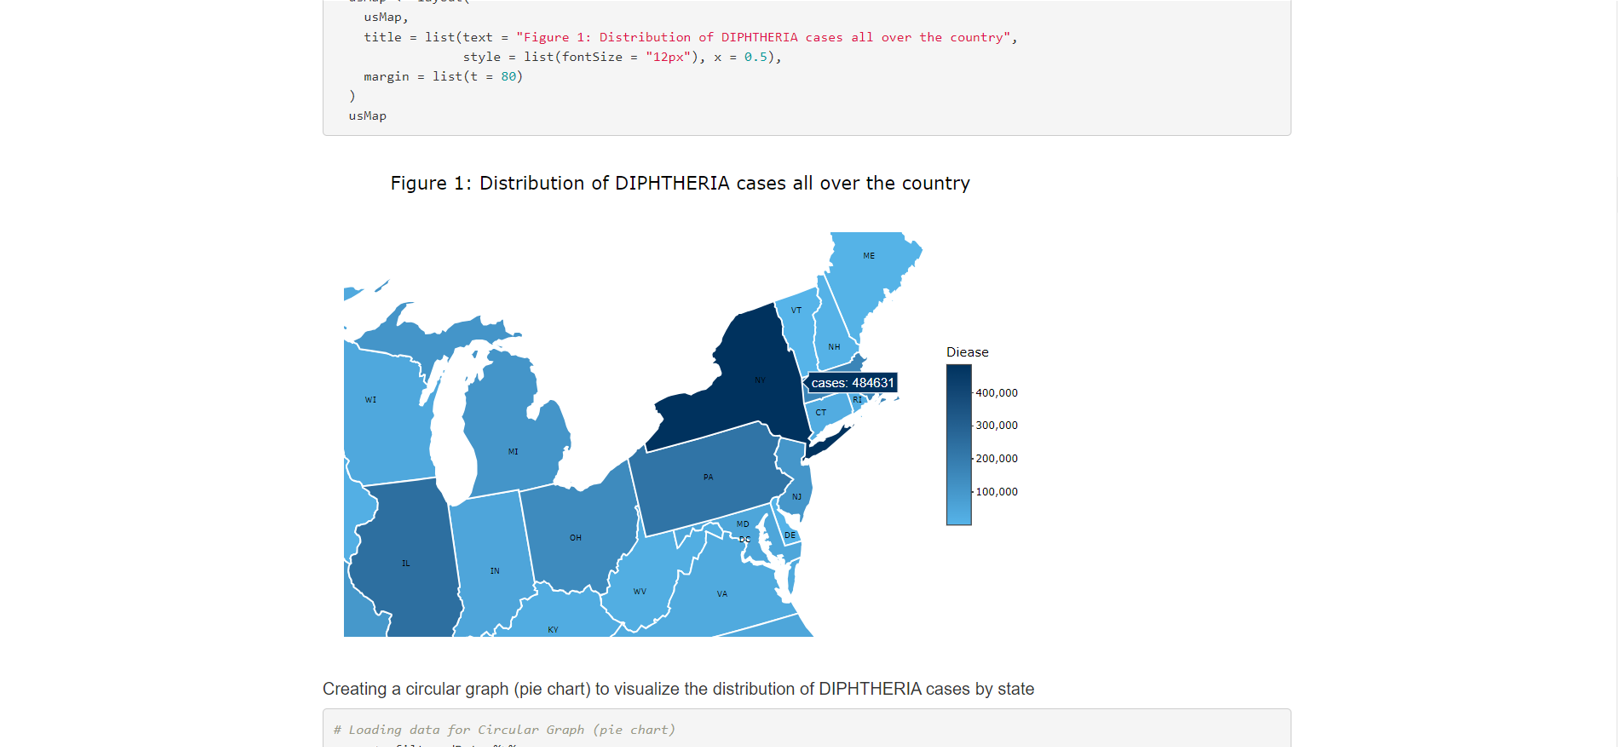 usMap,
title = list(text = "Figure 1: Distribution of DIPHTHERIA cases all over the country",
style = list(fontSize = "12px"), x = 0.5),
margin = list(t = 80)
)
usMap
Figure 1: Distribution of DIPHTHERIA cases all over the country
ME
VT
NH
Diease
NY
cases: 484631
400,000
WI
RI
CT
300,000
MI
200,000
PA
100,000
NJ
MD
DE
OH
DC
IL
IN
WV
VA
KY
Creating a circular graph (pie chart) to visualize the distribution of DIPHTHERIA cases by state
# Loading data for Circular Graph (pie chart)